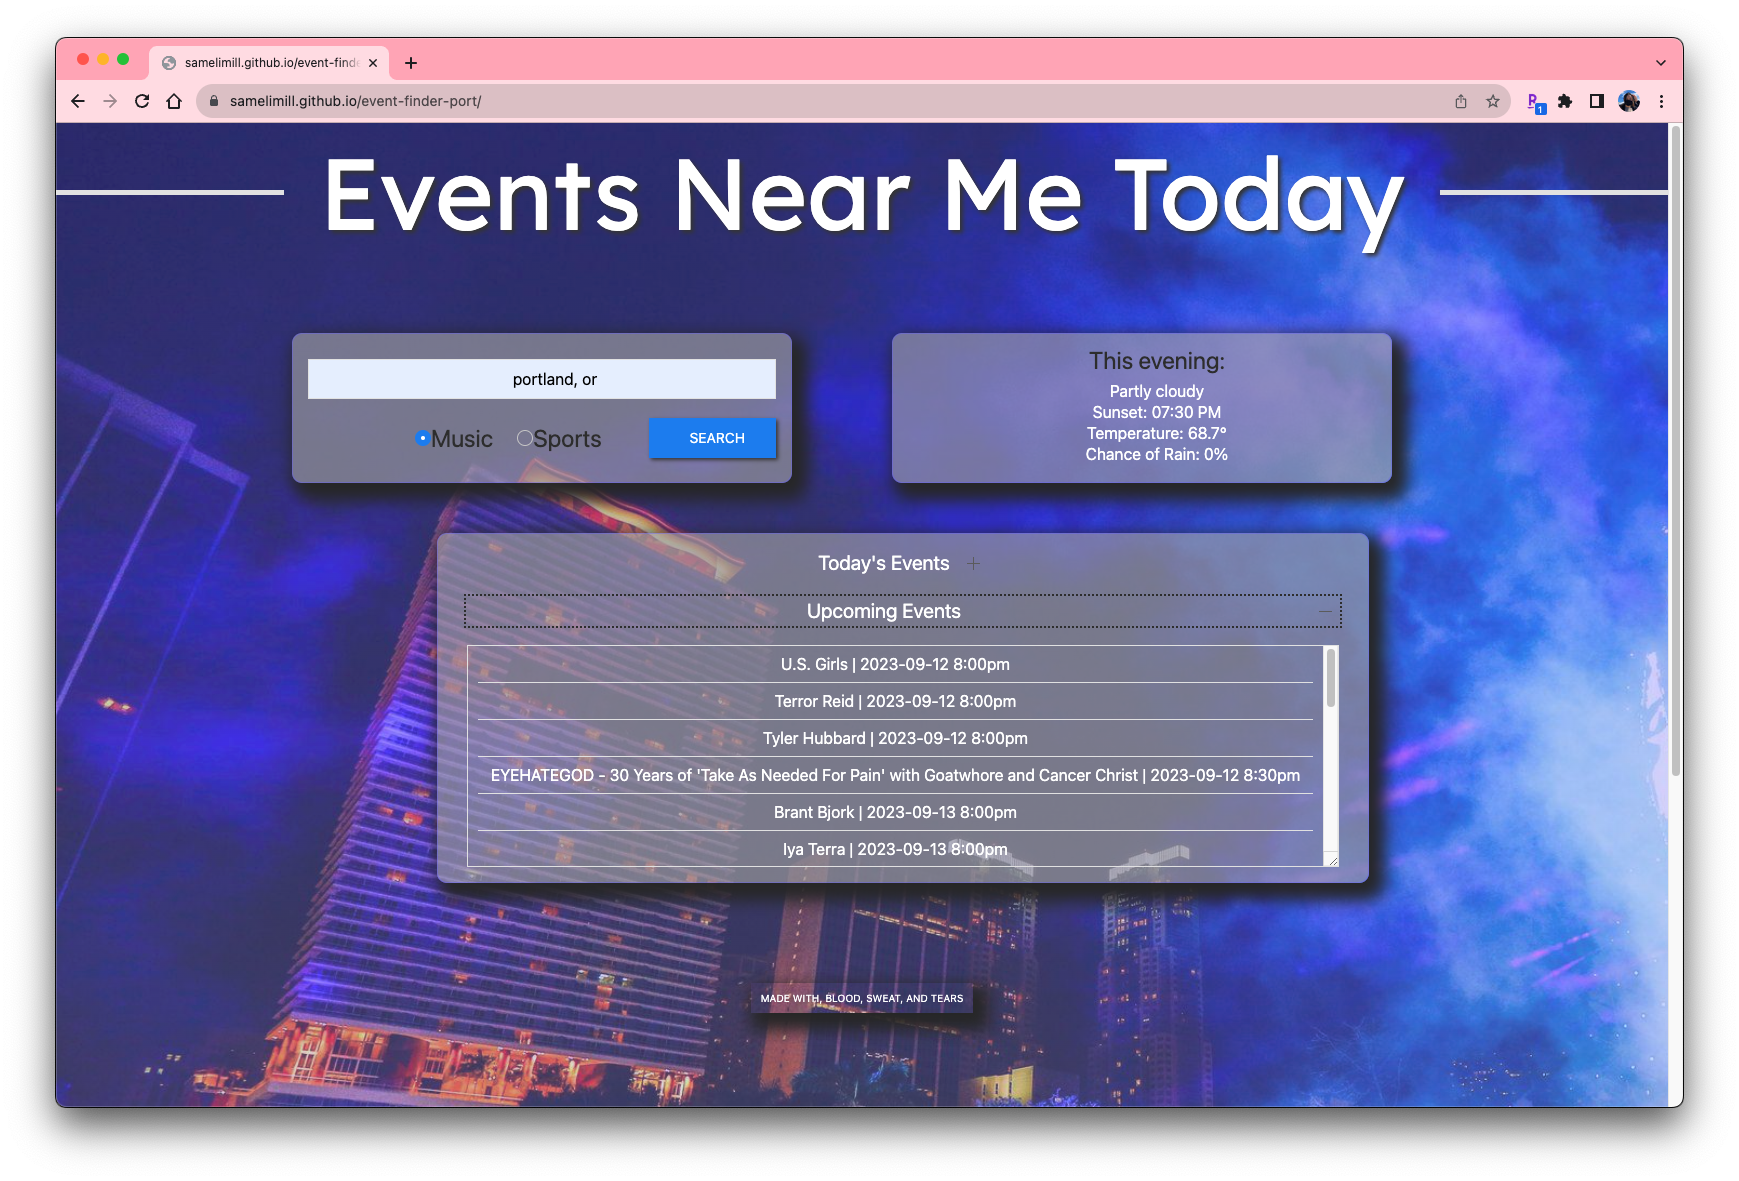 samelimill.github.io/event-finde
samelimill.github.io/event-finder-port/
R
1
Events Near Me Today
portland, or
Music
Sports
SEARCH
This evening:
Partly cloudy
Sunset: 07:30 PM
Temperature: 68.7°
Chance of Rain: 0%
Today's Events +
Upcoming Events −
U.S. Girls | 2023-09-12 8:00pm
Terror Reid | 2023-09-12 8:00pm
Tyler Hubbard | 2023-09-12 8:00pm
EYEHATEGOD - 30 Years of 'Take As Needed For Pain' with Goatwhore and Cancer Christ | 2023-09-12 8:30pm
Brant Bjork | 2023-09-13 8:00pm
Iya Terra | 2023-09-13 8:00pm
MADE WITH, BLOOD, SWEAT, AND TEARS